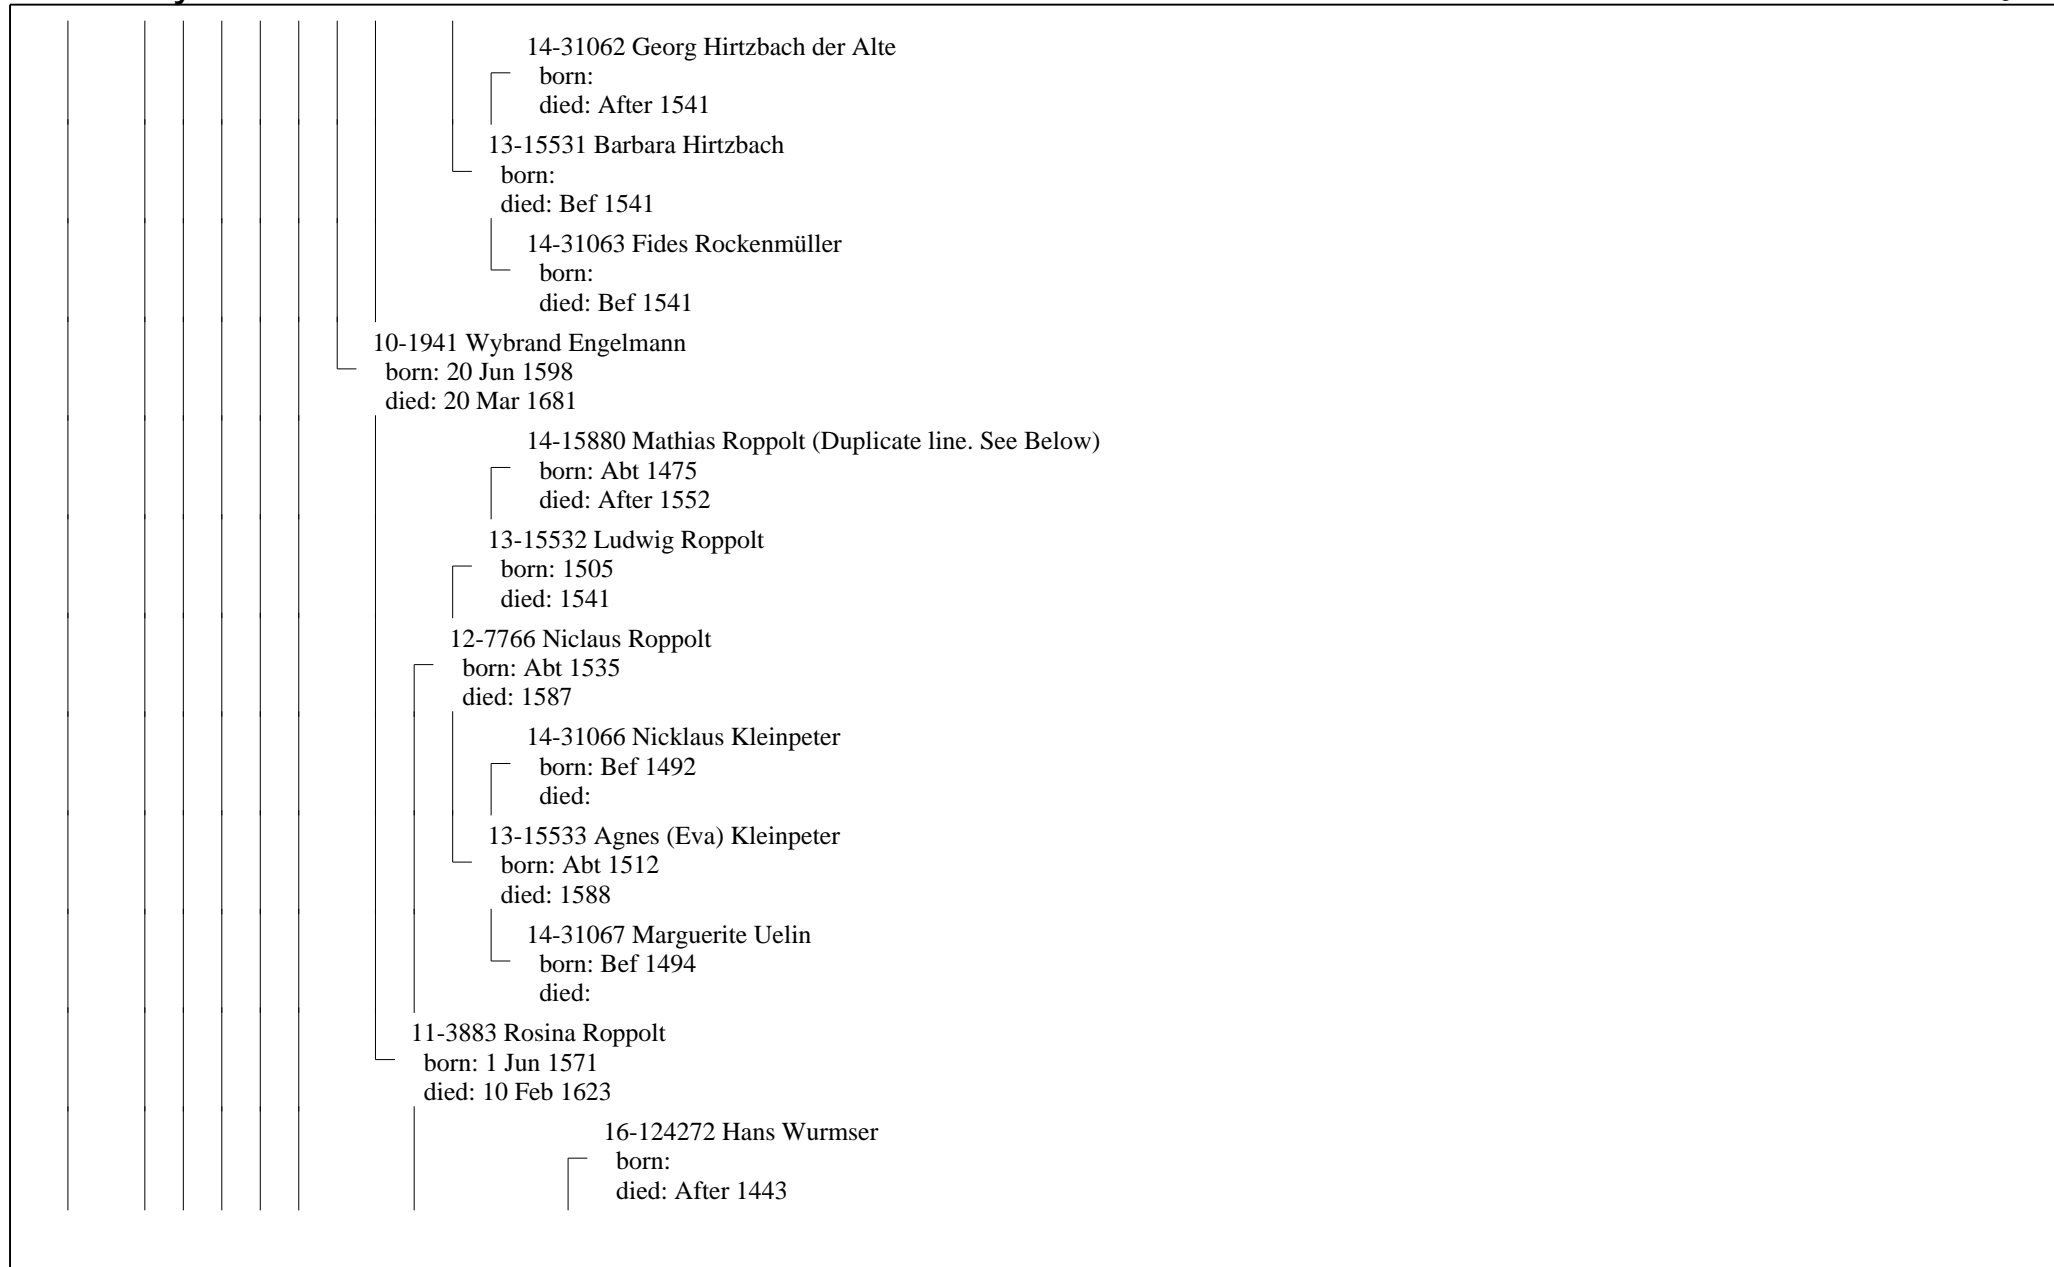 14-31062 Georg Hirtzbach der Alte
born:
died: After 1541
13-15531 Barbara Hirtzbach
born:
died: Bef 1541
14-31063 Fides Rockenmüller
born:
died: Bef 1541
10-1941 Wybrand Engelmann
born: 20 Jun 1598
died: 20 Mar 1681
14-15880 Mathias Roppolt (Duplicate line. See Below)
born: Abt 1475
died: After 1552
13-15532 Ludwig Roppolt
born: 1505
died: 1541
12-7766 Niclaus Roppolt
born: Abt 1535
died: 1587
14-31066 Nicklaus Kleinpeter
born: Bef 1492
died:
13-15533 Agnes (Eva) Kleinpeter
born: Abt 1512
died: 1588
14-31067 Marguerite Uelin
born: Bef 1494
died:
11-3883 Rosina Roppolt
born: 1 Jun 1571
died: 10 Feb 1623
16-124272 Hans Wurmser
born:
died: After 1443